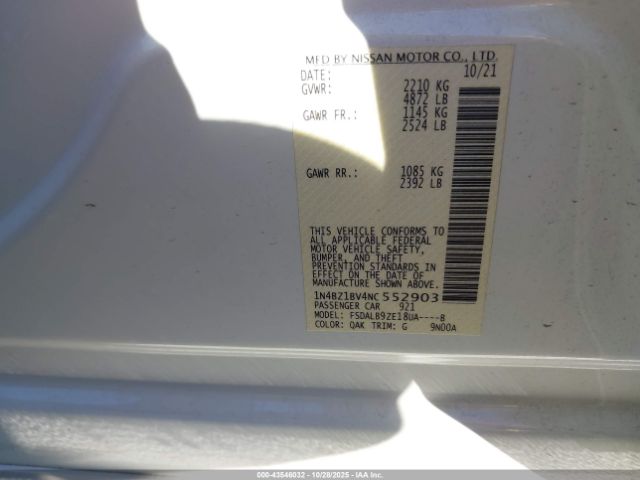 MFD BY NISSAN MOTOR CO., LTD.
DATE: 10/21
GVWR: 2210 KG
4872 LB
GAWR FR.: 1145 KG
2524 LB
GAWR RR.: 1085 KG
2392 LB
THIS VEHICLE CONFORMS TO
ALL APPLICABLE FEDERAL
MOTOR VEHICLE SAFETY,
BUMPER, AND THEFT
PREVENTION STANDARDS IN
EFFECT ON THE DATE OF
MANUFACTURE SHOWN ABOVE.
1N4BZ1BV4NC552903
PASSENGER CAR 921
MODEL: FSDALB9ZE18UA----B
COLOR: QAK TRIM: G 9N00A
000-43546032 - 10/28/2025 - IAA Inc.